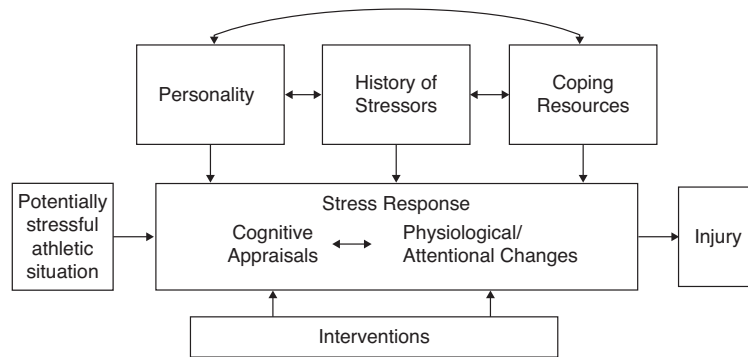 Personality
History of
Stressors
Coping
Resources
Potentially
stressful
athletic
situation
Stress Response
Cognitive
Appraisals
Physiological/
Attentional Changes
Injury
Interventions